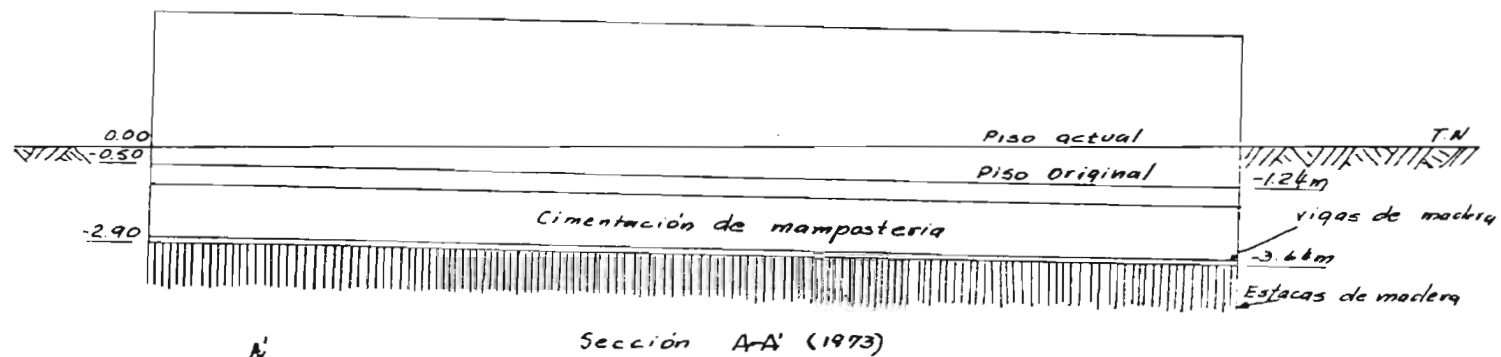 0.00
Piso actual
T.N
-0.50
Piso Original
-1.24m
Cimentación de mampostería
vigas de madera
-2.90
-3.64m
Estacas de madera
A'
Sección A-A' (1973)